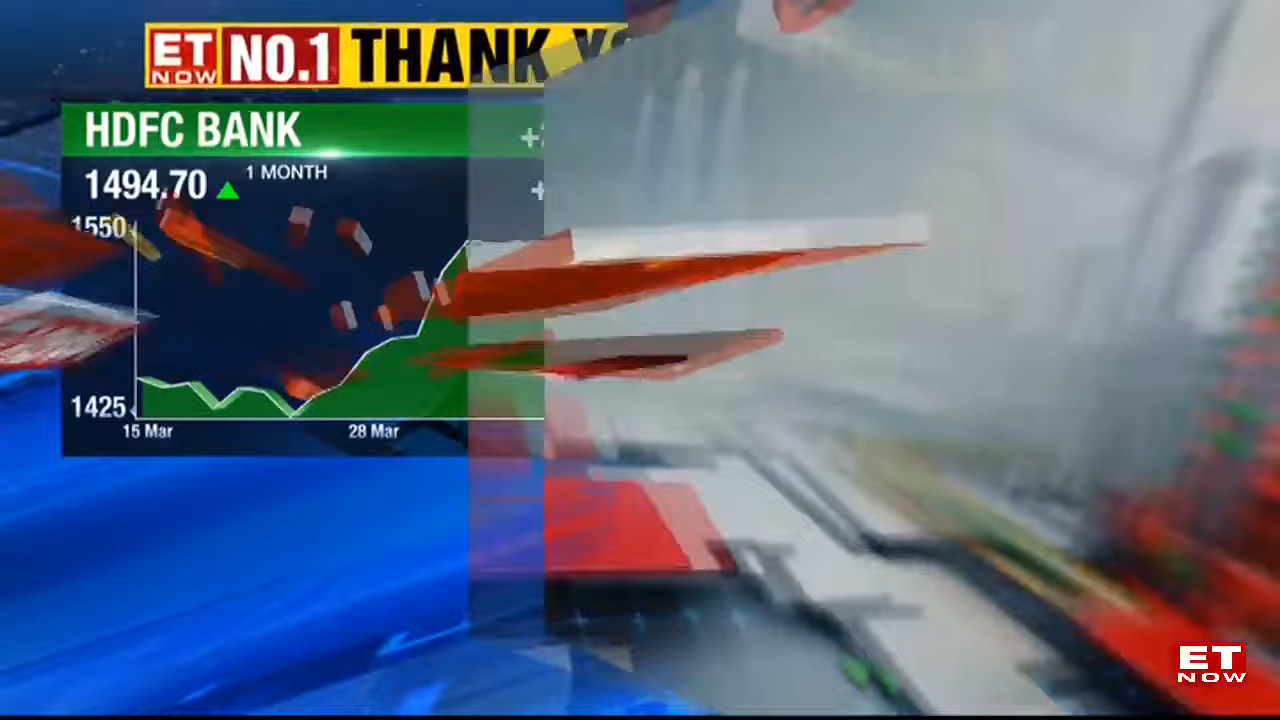 ET NOW NO.1 THANK
HDFC BANK
1494.70 1 MONTH
1550
1425
15 Mar 28 Mar
ET
NOW